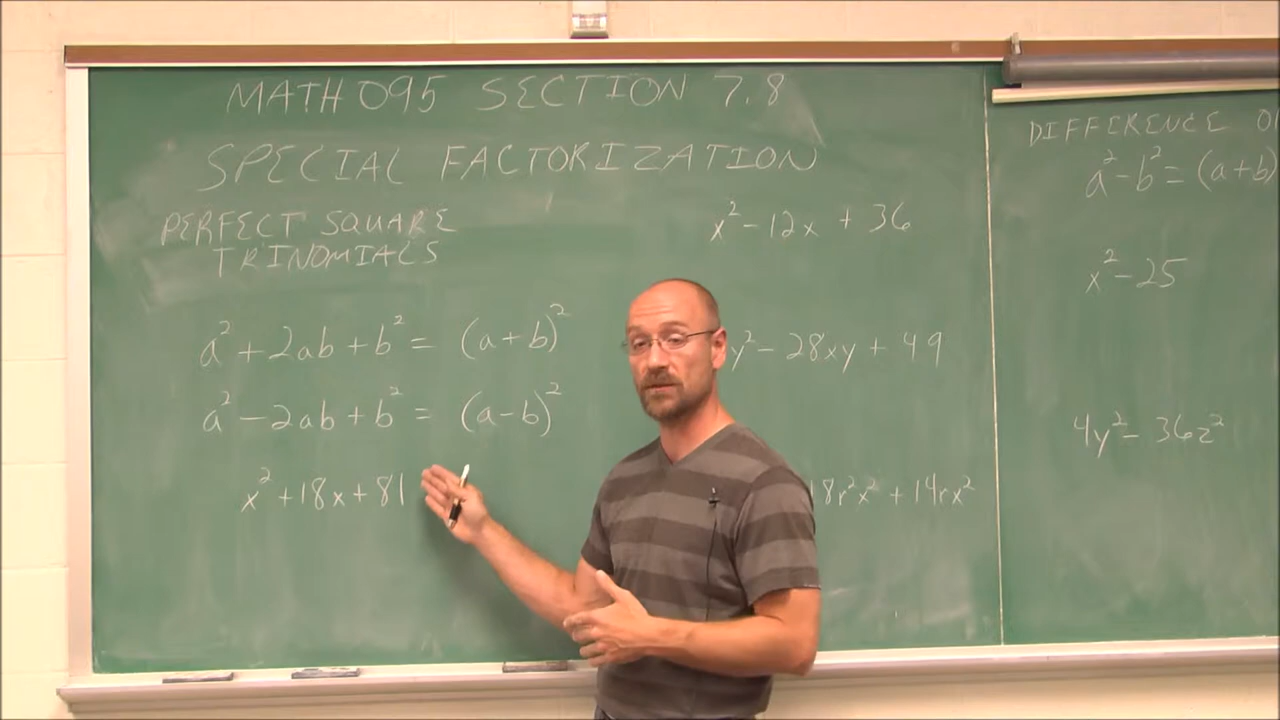 MATH 095 SECTION 7.8
SPECIAL FACTORIZATION
PERFECT SQUARE
TRINOMIALS
a² + 2ab + b² = (a + b)²
a² - 2ab + b² = (a - b)²
x² + 18x + 81
x² - 12x + 36
y² - 28xy + 49
18r²x² + 14rx²
DIFFERENCE O
a² - b² = (a + b)
x² - 25
4y² - 36z²